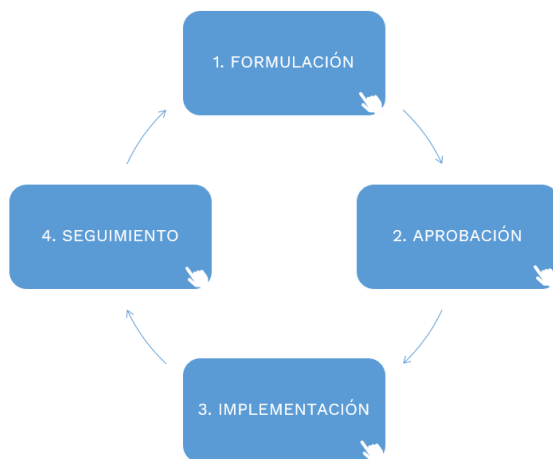 1. FORMULACIÓN
2. APROBACIÓN
3. IMPLEMENTACIÓN
4. SEGUIMIENTO